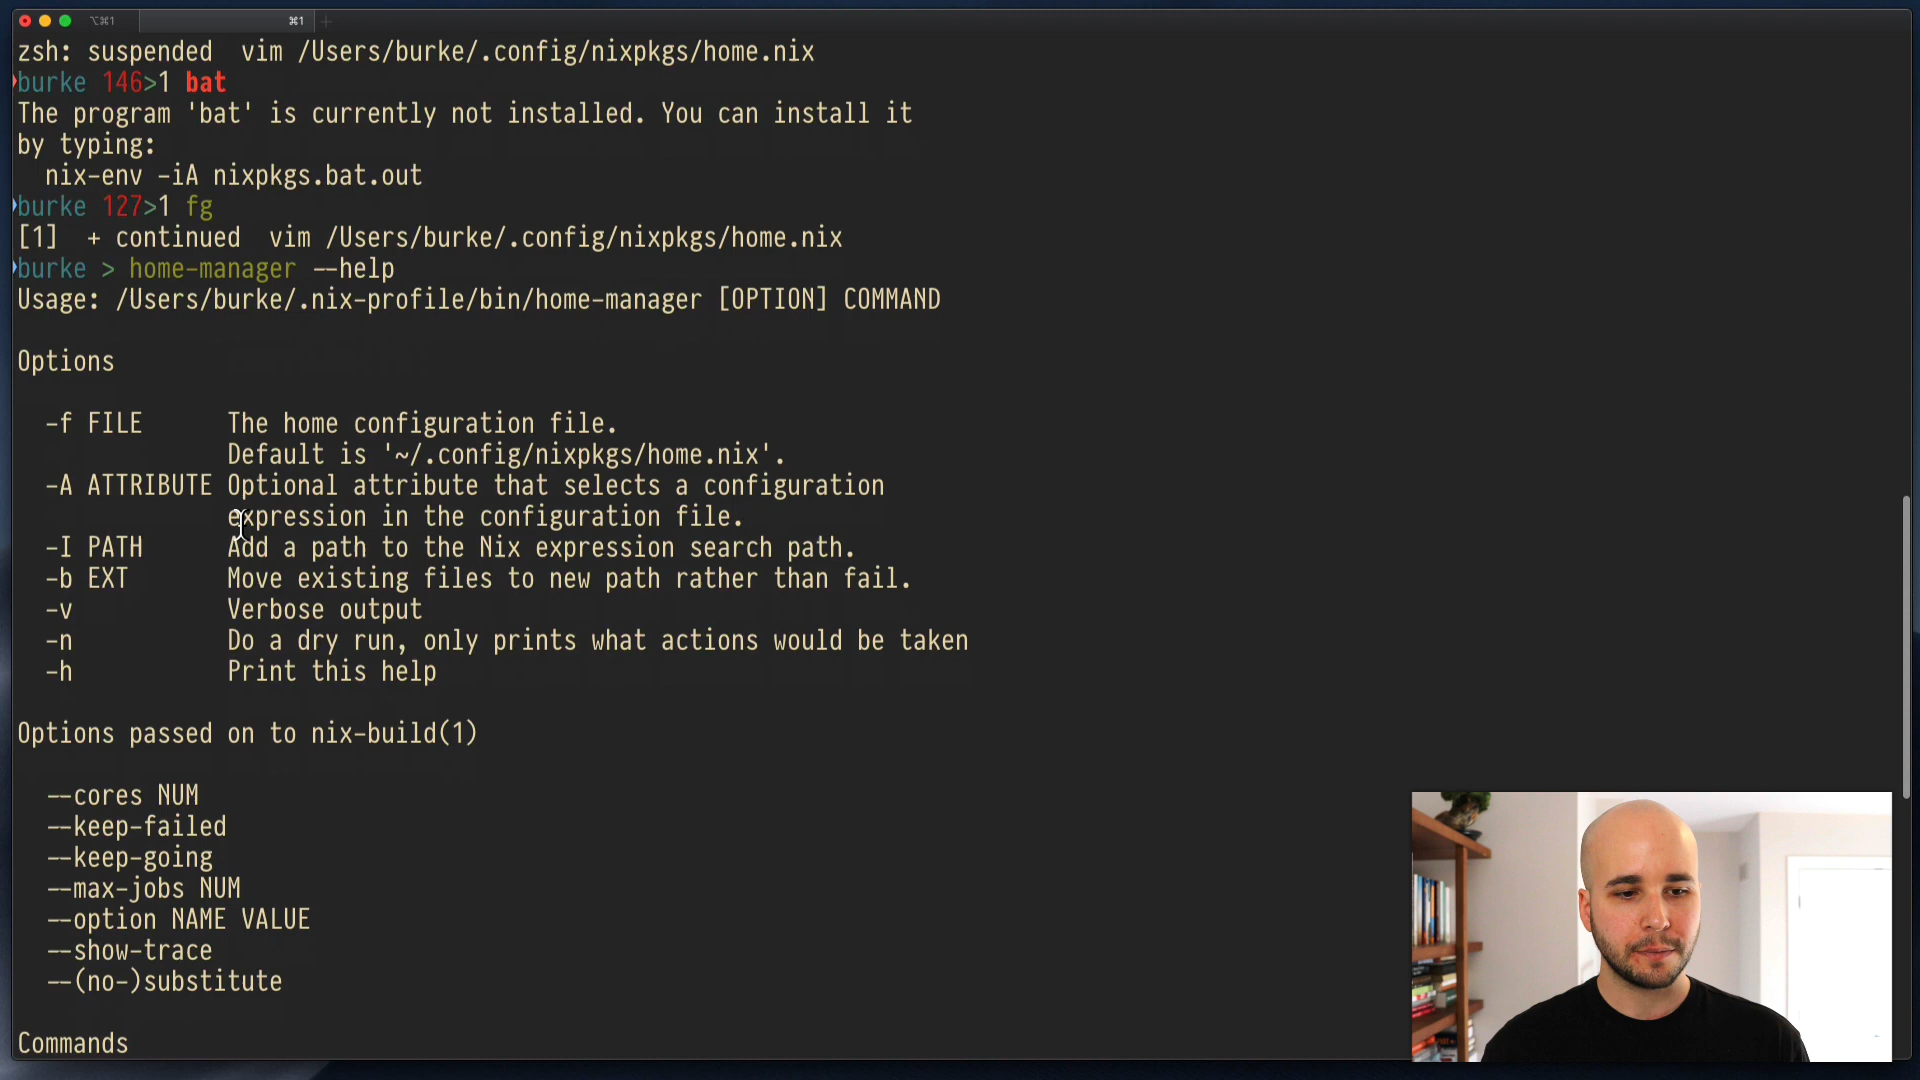 ⌥⌘1
⌘1
zsh: suspended  vim /Users/burke/.config/nixpkgs/home.nix
burke 146>1 bat
The program 'bat' is currently not installed. You can install it
by typing:
  nix-env -iA nixpkgs.bat.out
burke 127>1 fg
[1]  + continued  vim /Users/burke/.config/nixpkgs/home.nix
burke > home-manager --help
Usage: /Users/burke/.nix-profile/bin/home-manager [OPTION] COMMAND
Options
  -f FILE      The home configuration file.
               Default is '~/.config/nixpkgs/home.nix'.
  -A ATTRIBUTE Optional attribute that selects a configuration
               expression in the configuration file.
  -I PATH      Add a path to the Nix expression search path.
  -b EXT       Move existing files to new path rather than fail.
  -v           Verbose output
  -n           Do a dry run, only prints what actions would be taken
  -h           Print this help
Options passed on to nix-build(1)
  --cores NUM
  --keep-failed
  --keep-going
  --max-jobs NUM
  --option NAME VALUE
  --show-trace
  --(no-)substitute
Commands